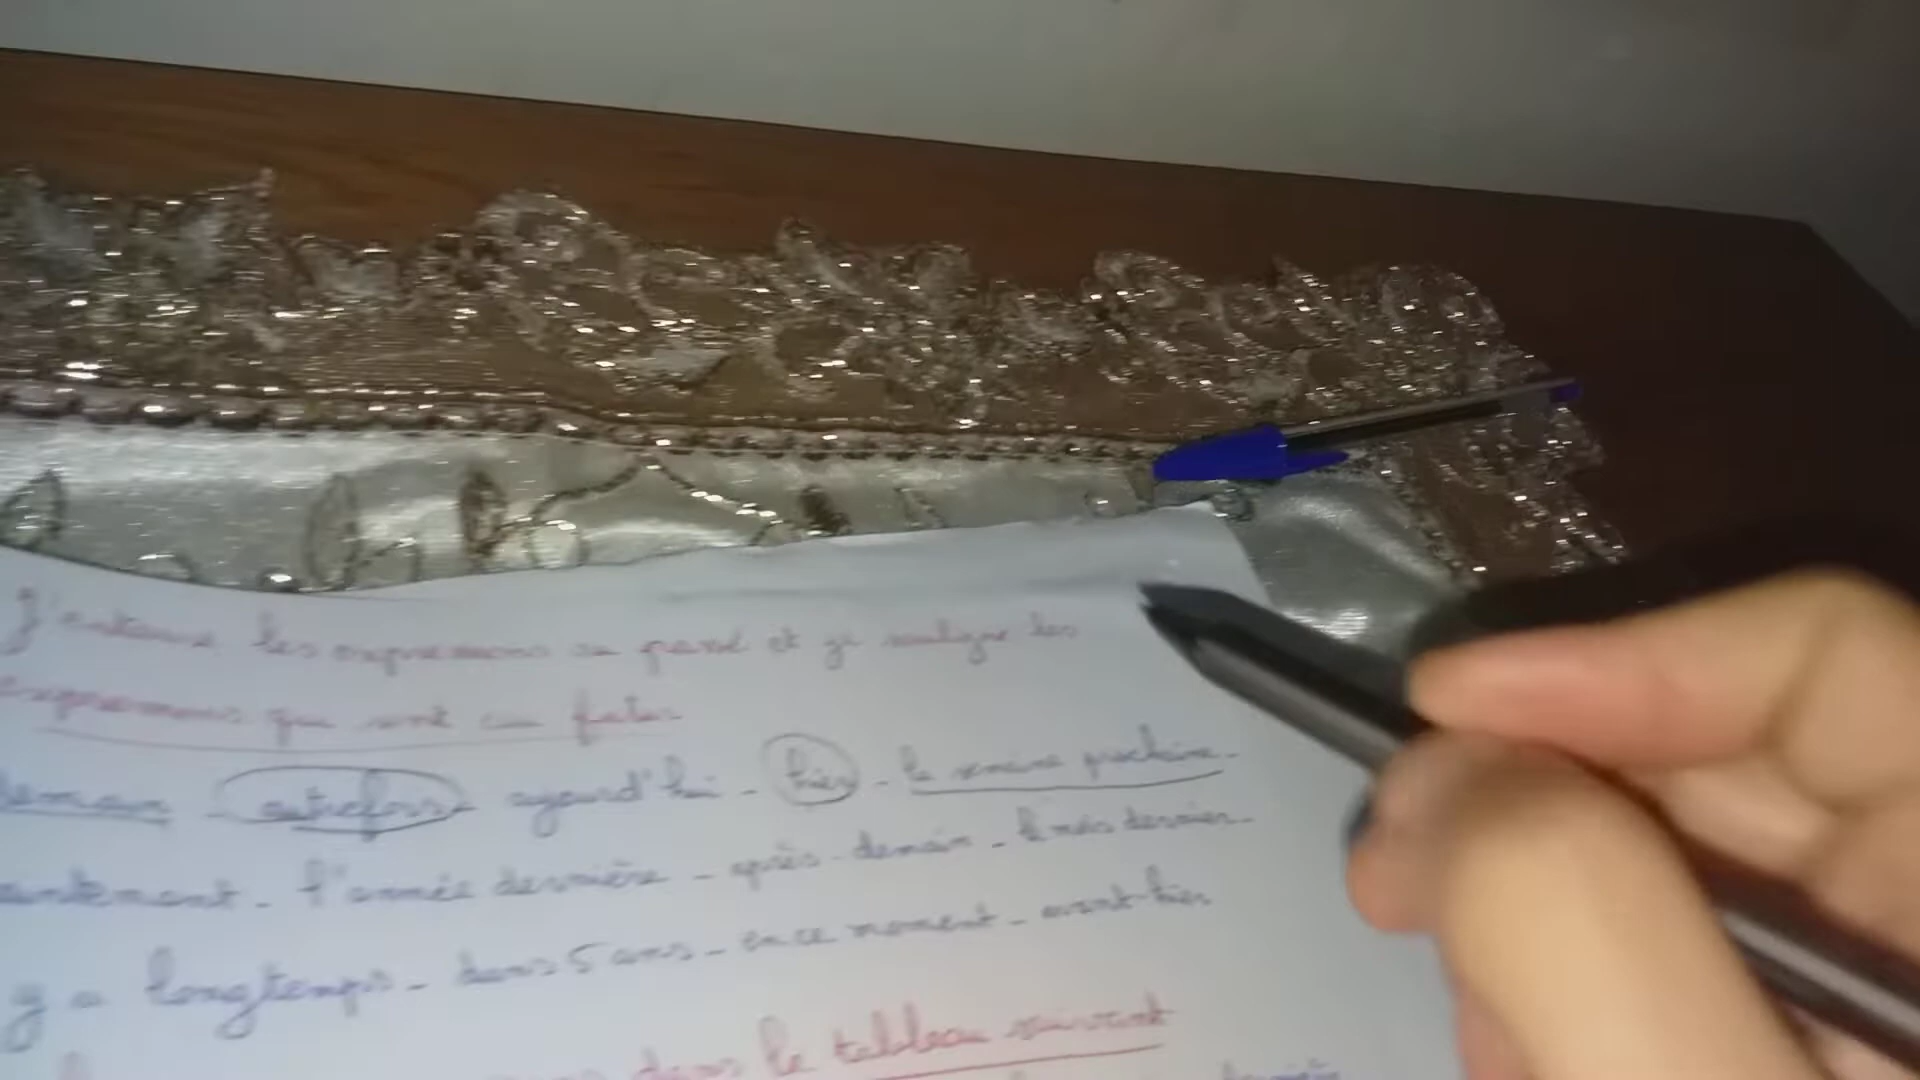 J'entoure les expressions au passé et je souligne les
expressions qui sont au futur
demain - autrefois - aujourd'hui - hier - la semaine prochaine -
l'année dernière - après-demain - le mois dernier -
y a longtemps - dans 5 ans - en ce moment - avant-hier
dans le tableau suivant